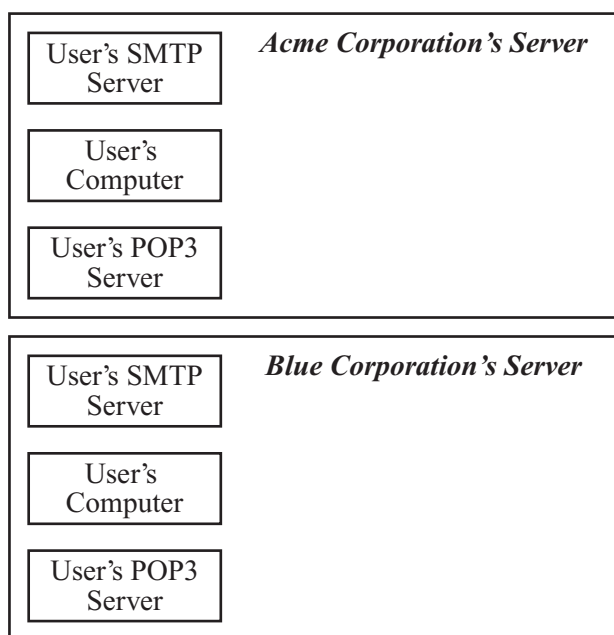 User’s SMTP
Server
Acme Corporation’s Server
User’s
Computer
User’s POP3
Server
User’s SMTP
Server
Blue Corporation’s Server
User’s
Computer
User’s POP3
Server